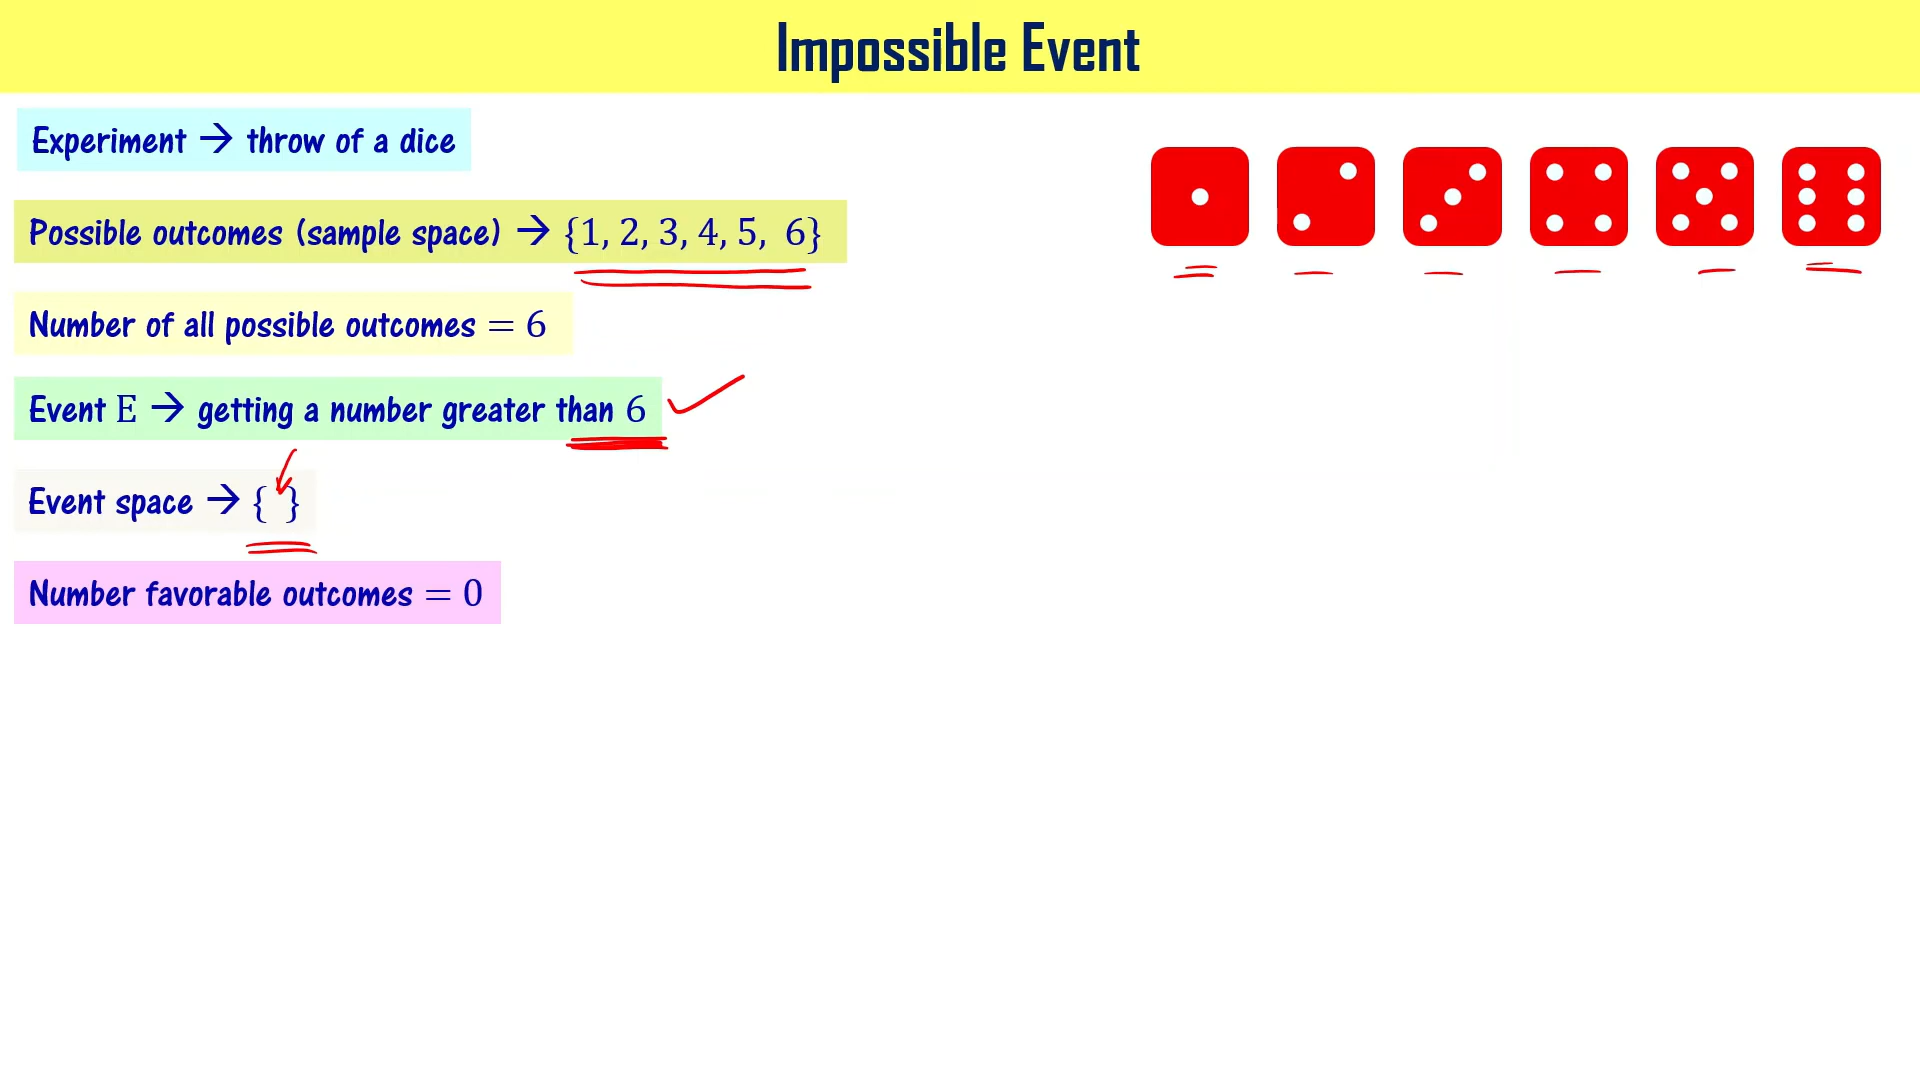 Impossible Event
Experiment → throw of a dice
Possible outcomes (sample space) → {1, 2, 3, 4, 5, 6}
Number of all possible outcomes = 6
Event E → getting a number greater than 6
Event space → { }
Number favorable outcomes = 0